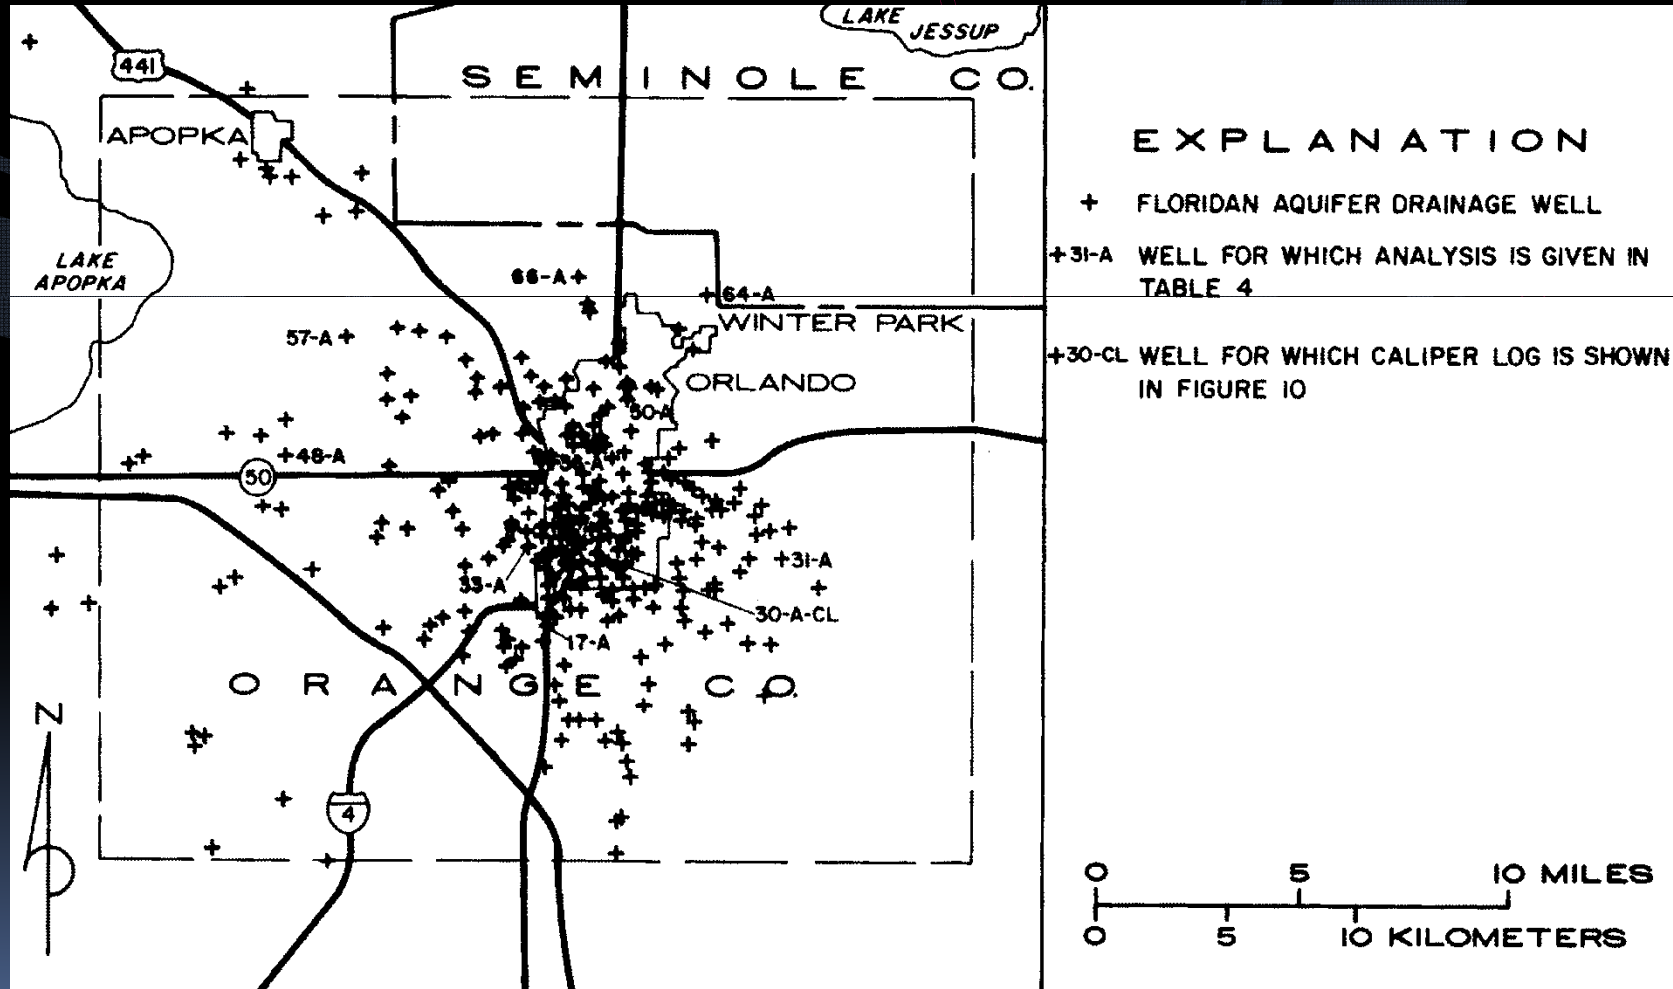 LAKE
JESSUP
441
SEMINOLE CO.
APOPKA
LAKE
APOPKA
66-A
64-A
WINTER PARK
57-A
ORLANDO
50-A
48-A
50
31-A
33-A
30-A-CL
17-A
ORANGE CO.
N
4
EXPLANATION
+ FLORIDAN AQUIFER DRAINAGE WELL
+31-A WELL FOR WHICH ANALYSIS IS GIVEN IN
TABLE 4
+30-CL WELL FOR WHICH CALIPER LOG IS SHOWN
IN FIGURE 10
0 5 10 MILES
0 5 10 KILOMETERS